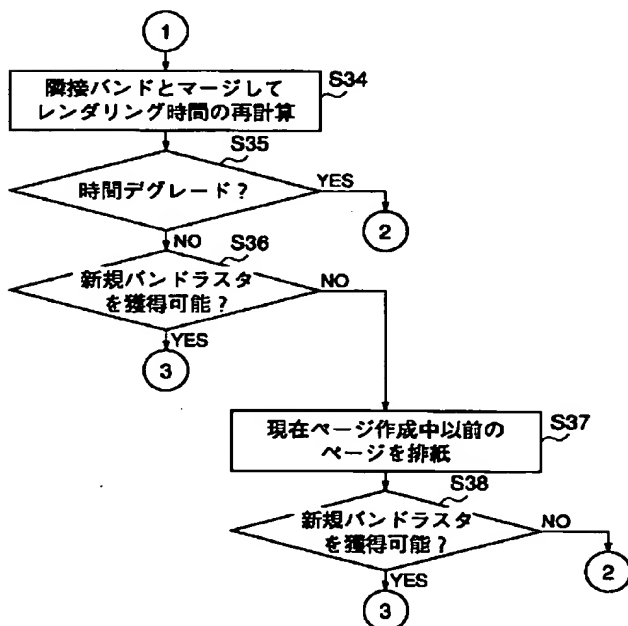 1
隣接バンドとマージして
レンダリング時間の再計算
S34
S35
時間デグレード?
YES
2
NO
S36
新規バンドラスタ
を獲得可能?
NO
YES
3
現在ページ作成中以前の
ページを排紙
S37
S38
新規バンドラスタ
を獲得可能?
NO
2
YES
3